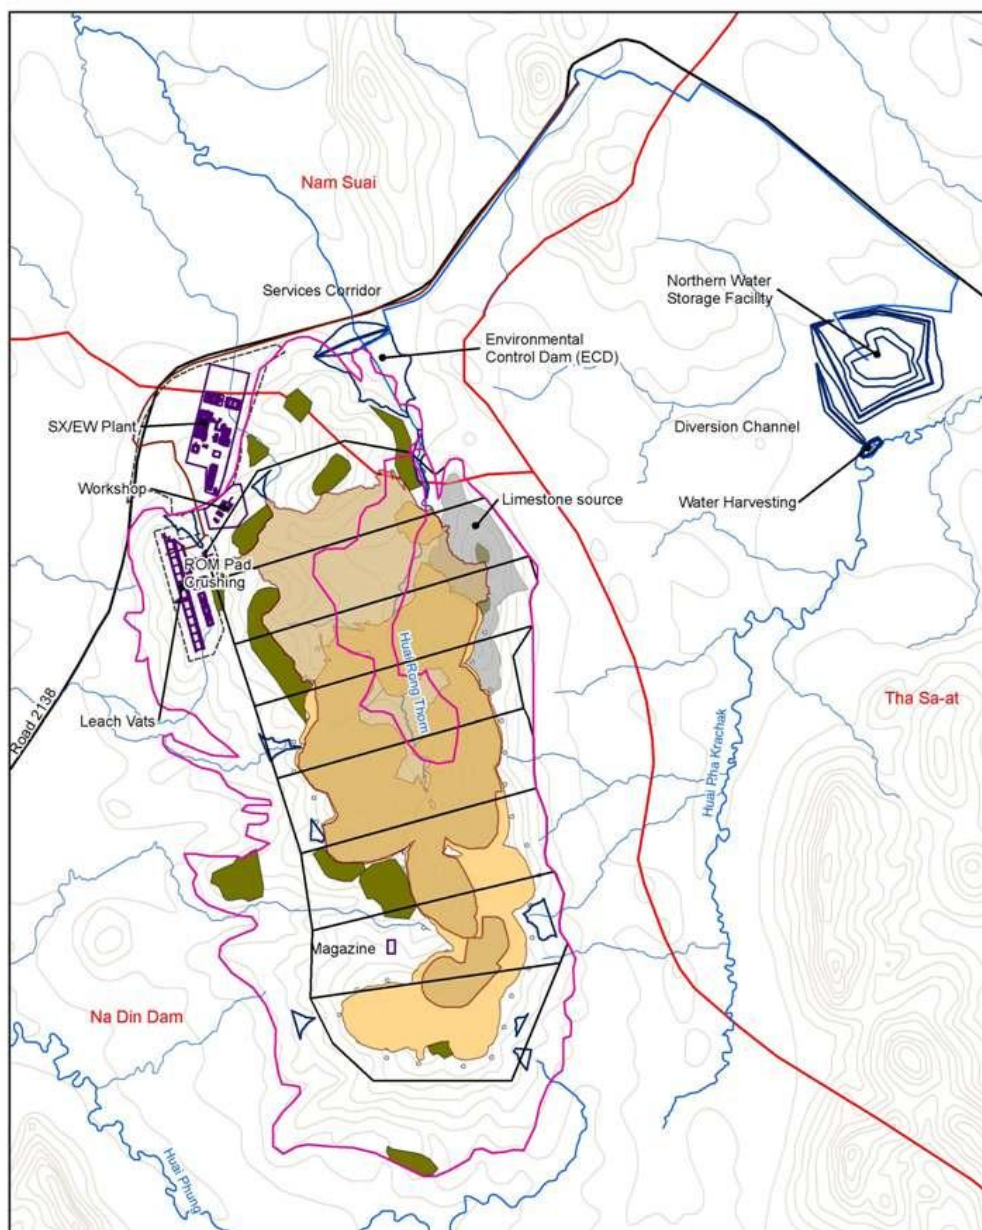 Nam Suai
Services Corridor
Northern Water
Storage Facility
Environmental
Control Dam (ECD)
SX/EW Plant
Diversion Channel
Workshop
Limestone source
Water Harvesting
ROM Pad
Crushing
Huai Rong Thorn
Leach Vats
Road 2138
Tha Sa-at
Huai Pha Krachak
Magazine
Na Din Dam
Huai Phung